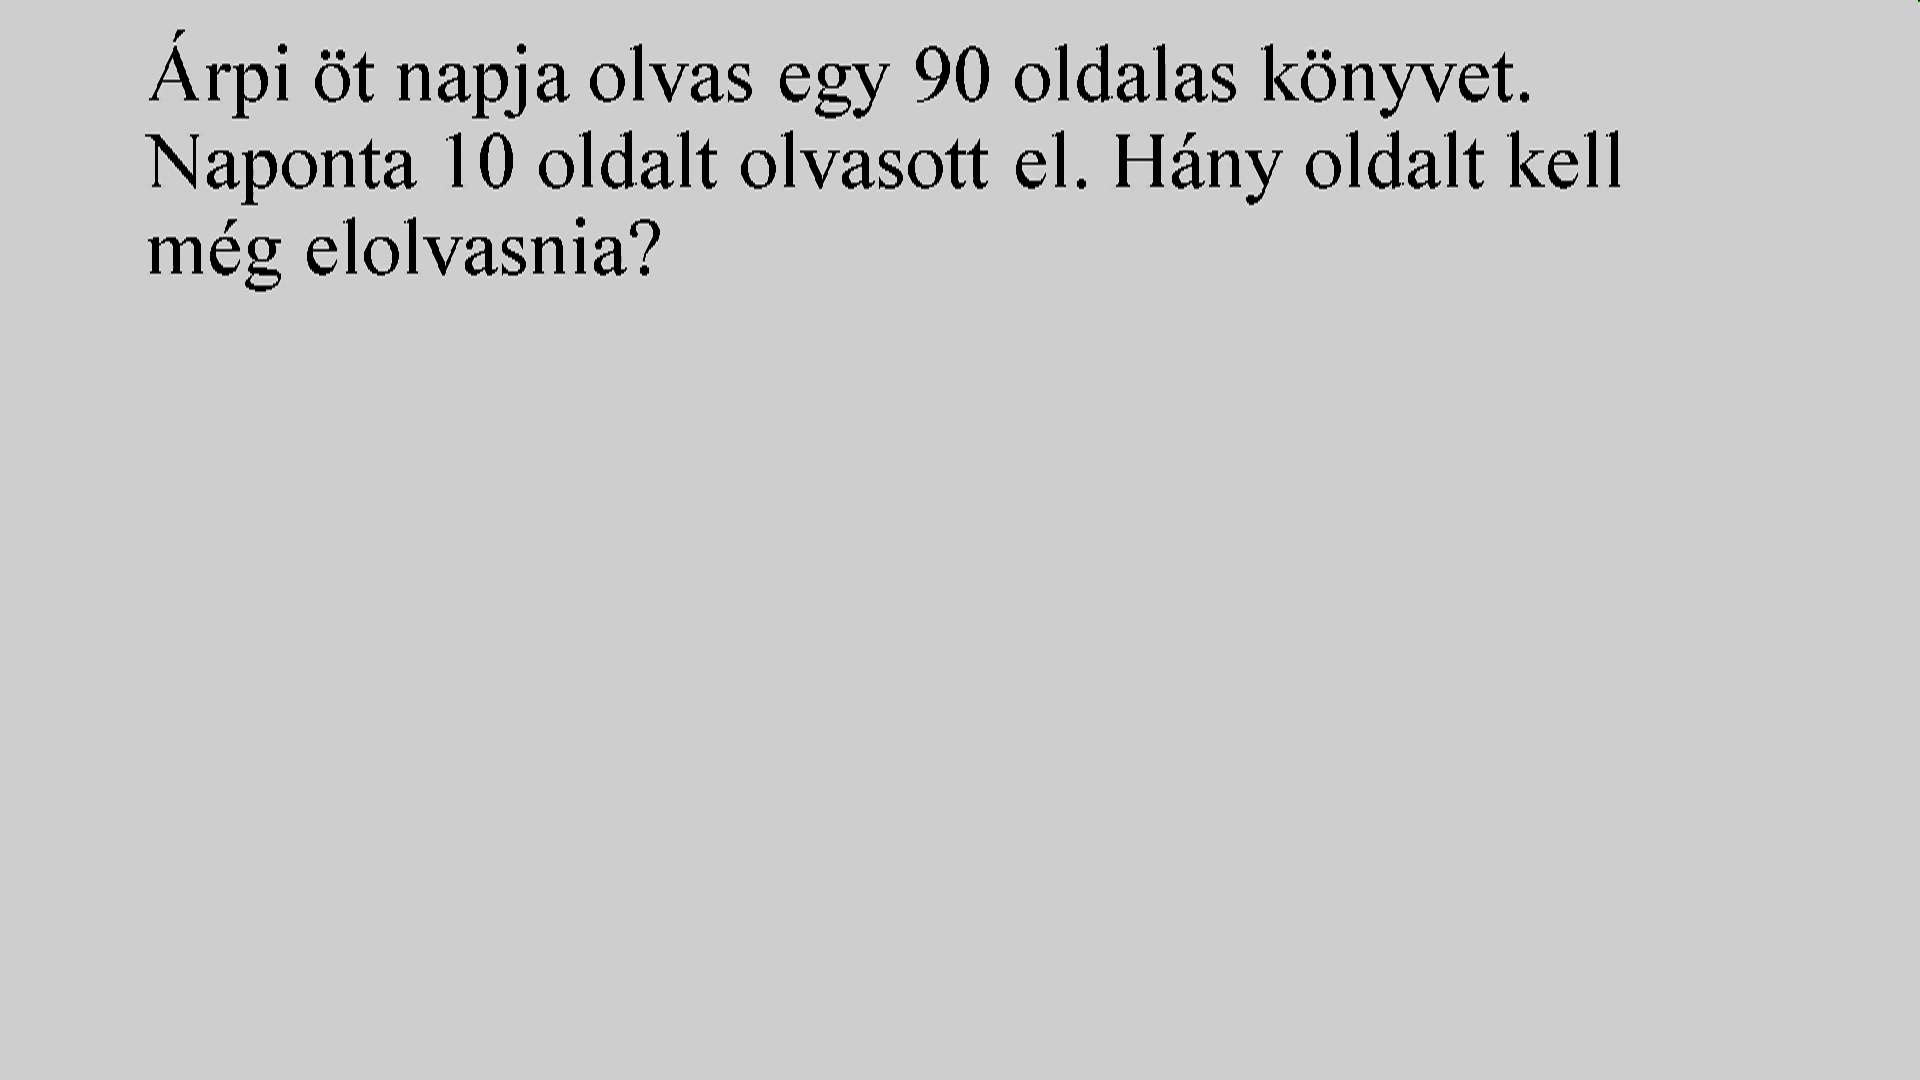 Árpi öt napja olvas egy 90 oldalas könyvet.
Naponta 10 oldalt olvasott el. Hány oldalt kell
még elolvasnia?